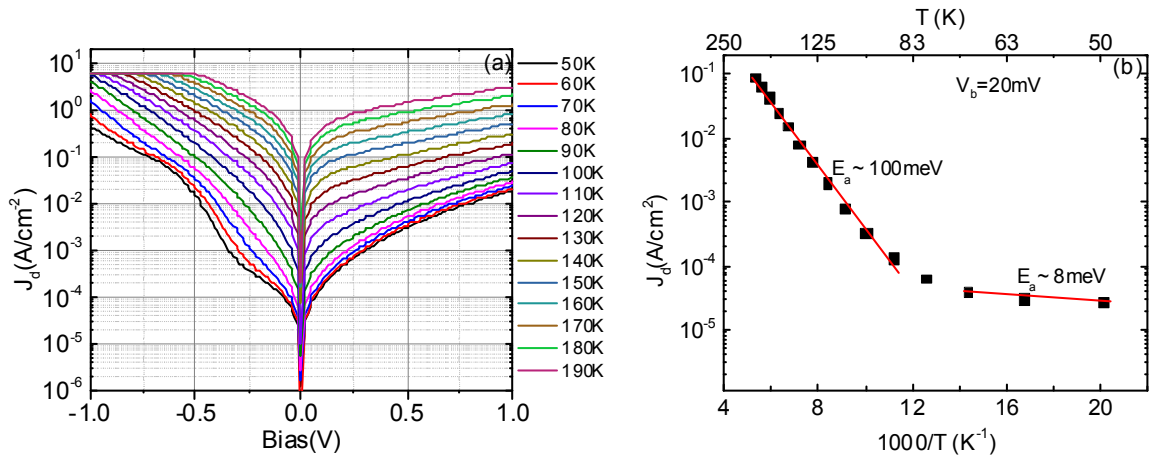 (a)
10^1
10^0
10^-1
10^-2
10^-3
10^-4
10^-5
10^-6
J_d(A/cm^-2)
-1.0 -0.5 0.0 0.5 1.0
Bias(V)
50K
60K
70K
80K
90K
100K
110K
120K
130K
140K
150K
160K
170K
180K
190K
T (K)
250 125 83 63 50
(b)
V_b=20mV
10^-1
10^-2
10^-3
10^-4
10^-5
J_d(A/cm^2)
E_a~ 100meV
E_a~ 8meV
4 8 12 16 20
1000/T (K^-1)